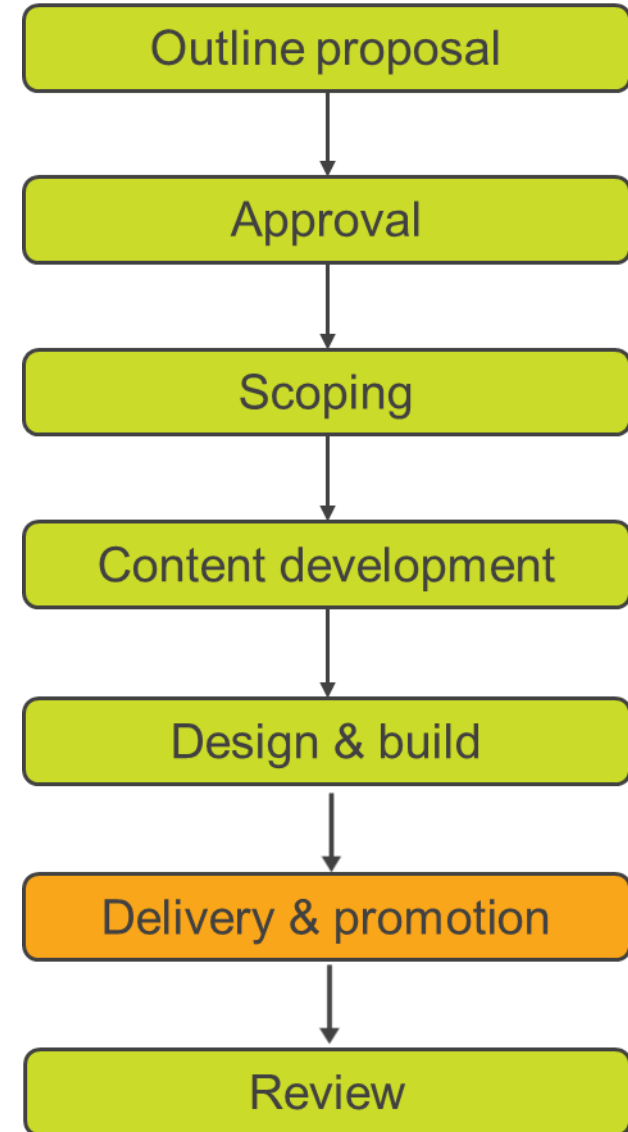 Outline proposal
Approval
Scoping
Content development
Design & build
Delivery & promotion
Review